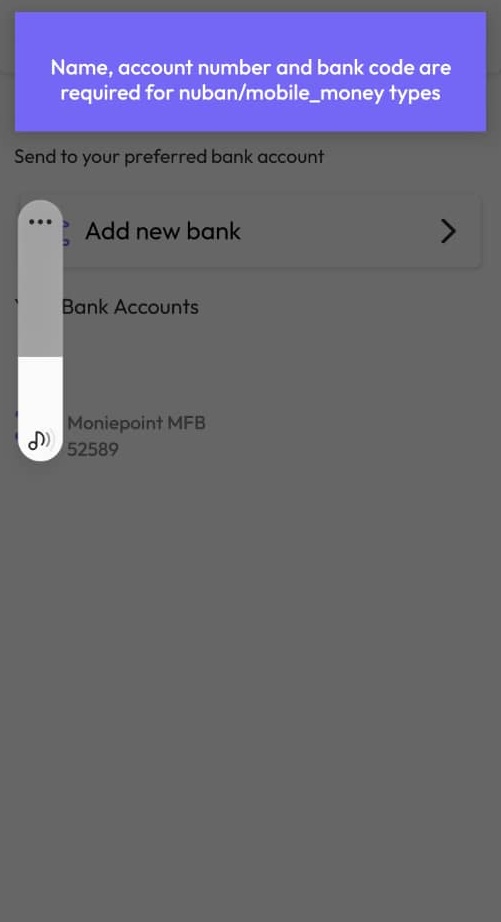 Name, account number and bank code are
required for nuban/mobile_money types
Send to your preferred bank account
Add new bank
Bank Accounts
Moniepoint MFB
52589